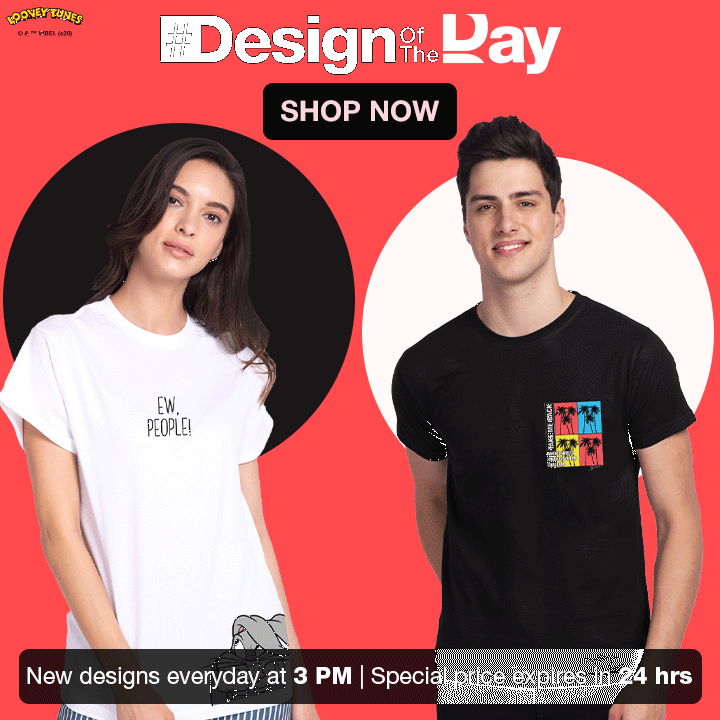 LOONEY TUNES
#Design Of The Day
SHOP NOW
EW,
PEOPLE!
New designs everyday at 3 PM | Special price expires in 24 hrs